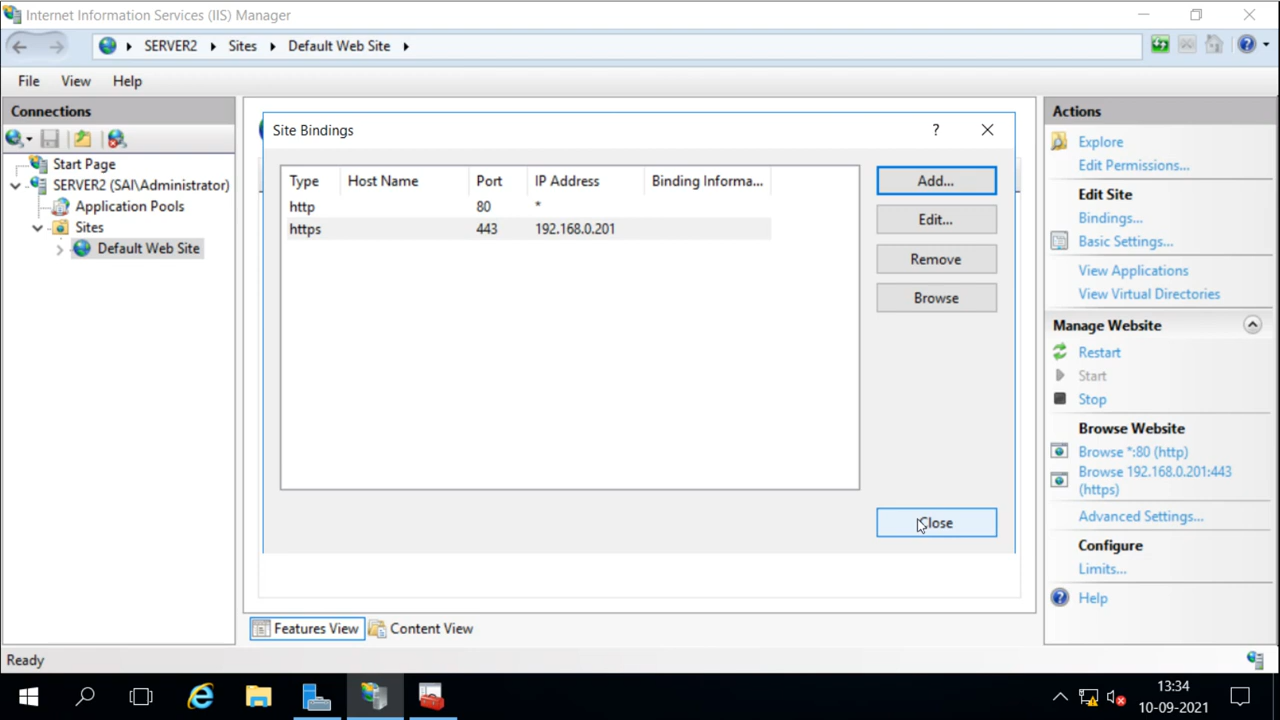 Internet Information Services (IIS) Manager
SERVER2 Sites Default Web Site
File View Help
Connections
Start Page
SERVER2 (SAI\Administrator)
Application Pools
Sites
Default Web Site
Site Bindings
?
Type Host Name Port IP Address Binding Informa...
http 80 *
https 443 192.168.0.201
Add...
Edit...
Remove
Browse
Close
Features View Content View
Actions
Explore
Edit Permissions...
Edit Site
Bindings...
Basic Settings...
View Applications
View Virtual Directories
Manage Website
Restart
Start
Stop
Browse Website
Browse *:80 (http)
Browse 192.168.0.201:443
(https)
Advanced Settings...
Configure
Limits...
Help
Ready
13:34
10-09-2021